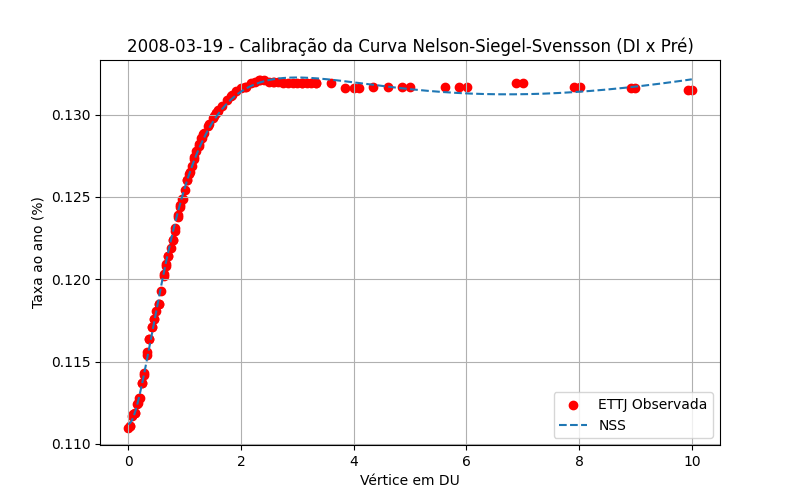 2008-03-19 - Calibração da Curva Nelson-Siegel-Svensson (DI x Pré)
Taxa ao ano (%)
0.130
0.125
0.120
0.115
0.110
0
2
4
6
8
10
Vértice em DU
ETTJ Observada
NSS